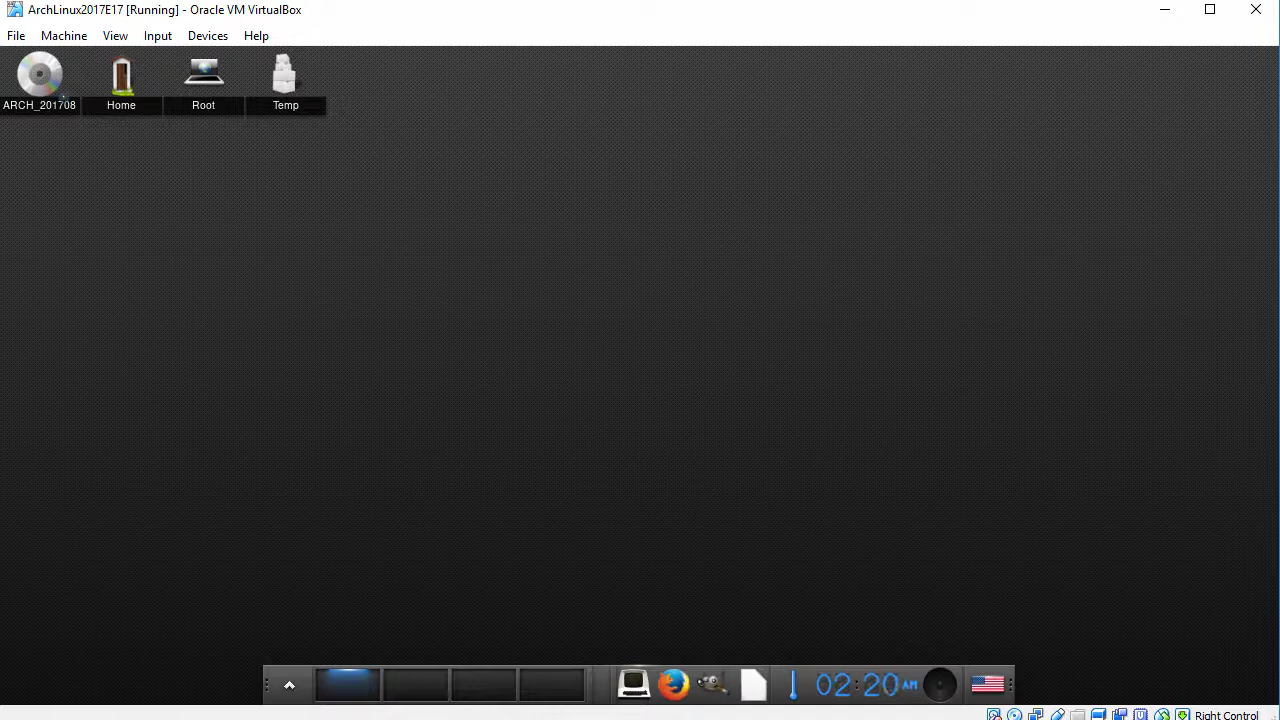 ArchLinux2017E17 [Running] - Oracle VM VirtualBox
File Machine View Input Devices Help
ARCH_201708 Home Root Temp
02:20 AM
Right Control